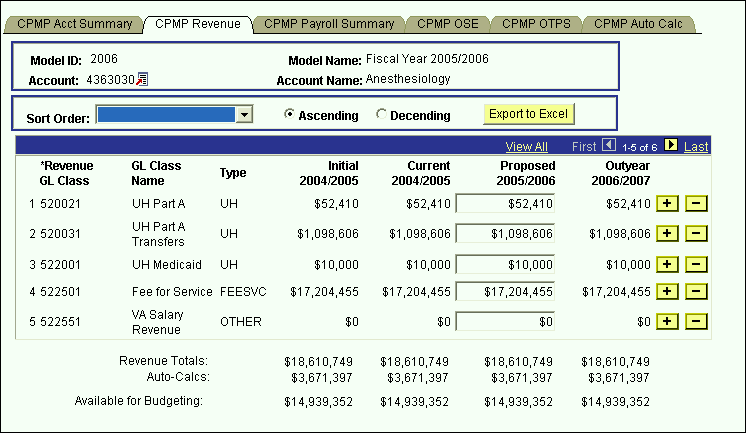 CPMP Acct Summary CPMP Revenue CPMP Payroll Summary CPMP OSE CPMP OTPS CPMP Auto Calc
Model ID: 2006 Model Name: Fiscal Year 2005/2006
Account: 4363030 Account Name: Anesthesiology
Sort Order: Ascending Decending Export to Excel
View All First 1-5 of 6 Last
*Revenue GL Class Initial Current Proposed Outyear
GL Class Name Type 2004/2005 2004/2005 2005/2006 2006/2007
1 520021 UH Part A UH $52,410 $52,410 $52,410 $52,410 + −
2 520031 UH Part A Transfers UH $1,098,606 $1,098,606 $1,098,606 $1,098,606 + −
3 522001 UH Medicaid UH $10,000 $10,000 $10,000 $10,000 + −
4 522501 Fee for Service FEESVC $17,204,455 $17,204,455 $17,204,455 $17,204,455 + −
5 522551 VA Salary Revenue OTHER $0 $0 $0 $0 + −
Revenue Totals: $18,610,749 $18,610,749 $18,610,749 $18,610,749
Auto-Calcs: $3,671,397 $3,671,397 $3,671,397 $3,671,397
Available for Budgeting: $14,939,352 $14,939,352 $14,939,352 $14,939,352